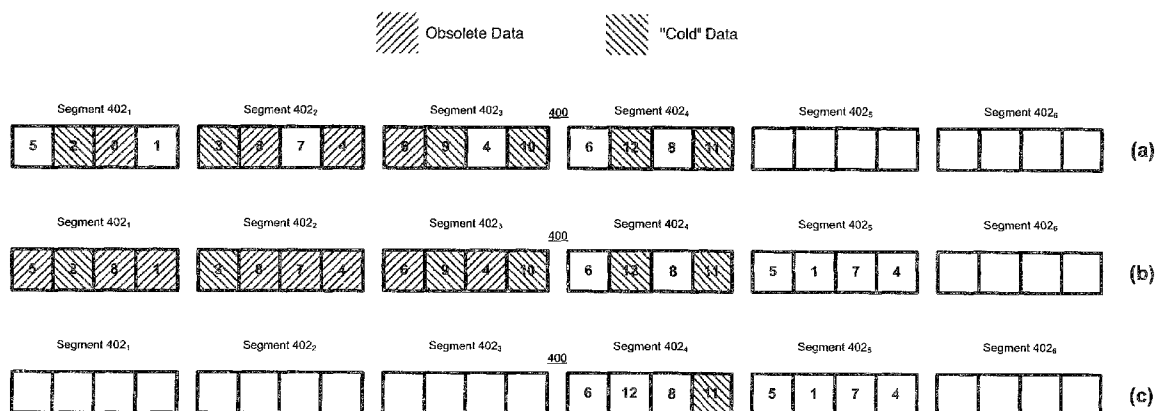 Obsolete Data "Cold" Data
Segment 402₁ Segment 402₂ Segment 402₃ 400 Segment 402₄ Segment 402₅ Segment 402₆
5 2 1 3 8 7 4 9 4 10 6 12 8 11 (a)
Segment 402₁ Segment 402₂ Segment 402₃ 400 Segment 402₄ Segment 402₅ Segment 402₆
5 2 1 8 7 4 6 9 4 10 6 12 8 11 5 1 7 4 (b)
Segment 402₁ Segment 402₂ Segment 402₃ 400 Segment 402₄ Segment 402₅ Segment 402₆
6 12 8 11 5 1 7 4 (c)